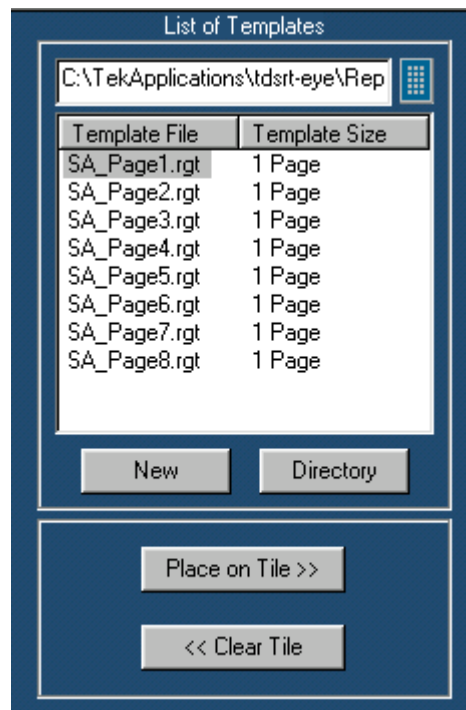 List of Templates
C:\TekApplications\tdsrt-eye\Rep
Template File Template Size
SA_Page1.rgt 1 Page
SA_Page2.rgt 1 Page
SA_Page3.rgt 1 Page
SA_Page4.rgt 1 Page
SA_Page5.rgt 1 Page
SA_Page6.rgt 1 Page
SA_Page7.rgt 1 Page
SA_Page8.rgt 1 Page
New Directory
Place on Tile >>
<< Clear Tile